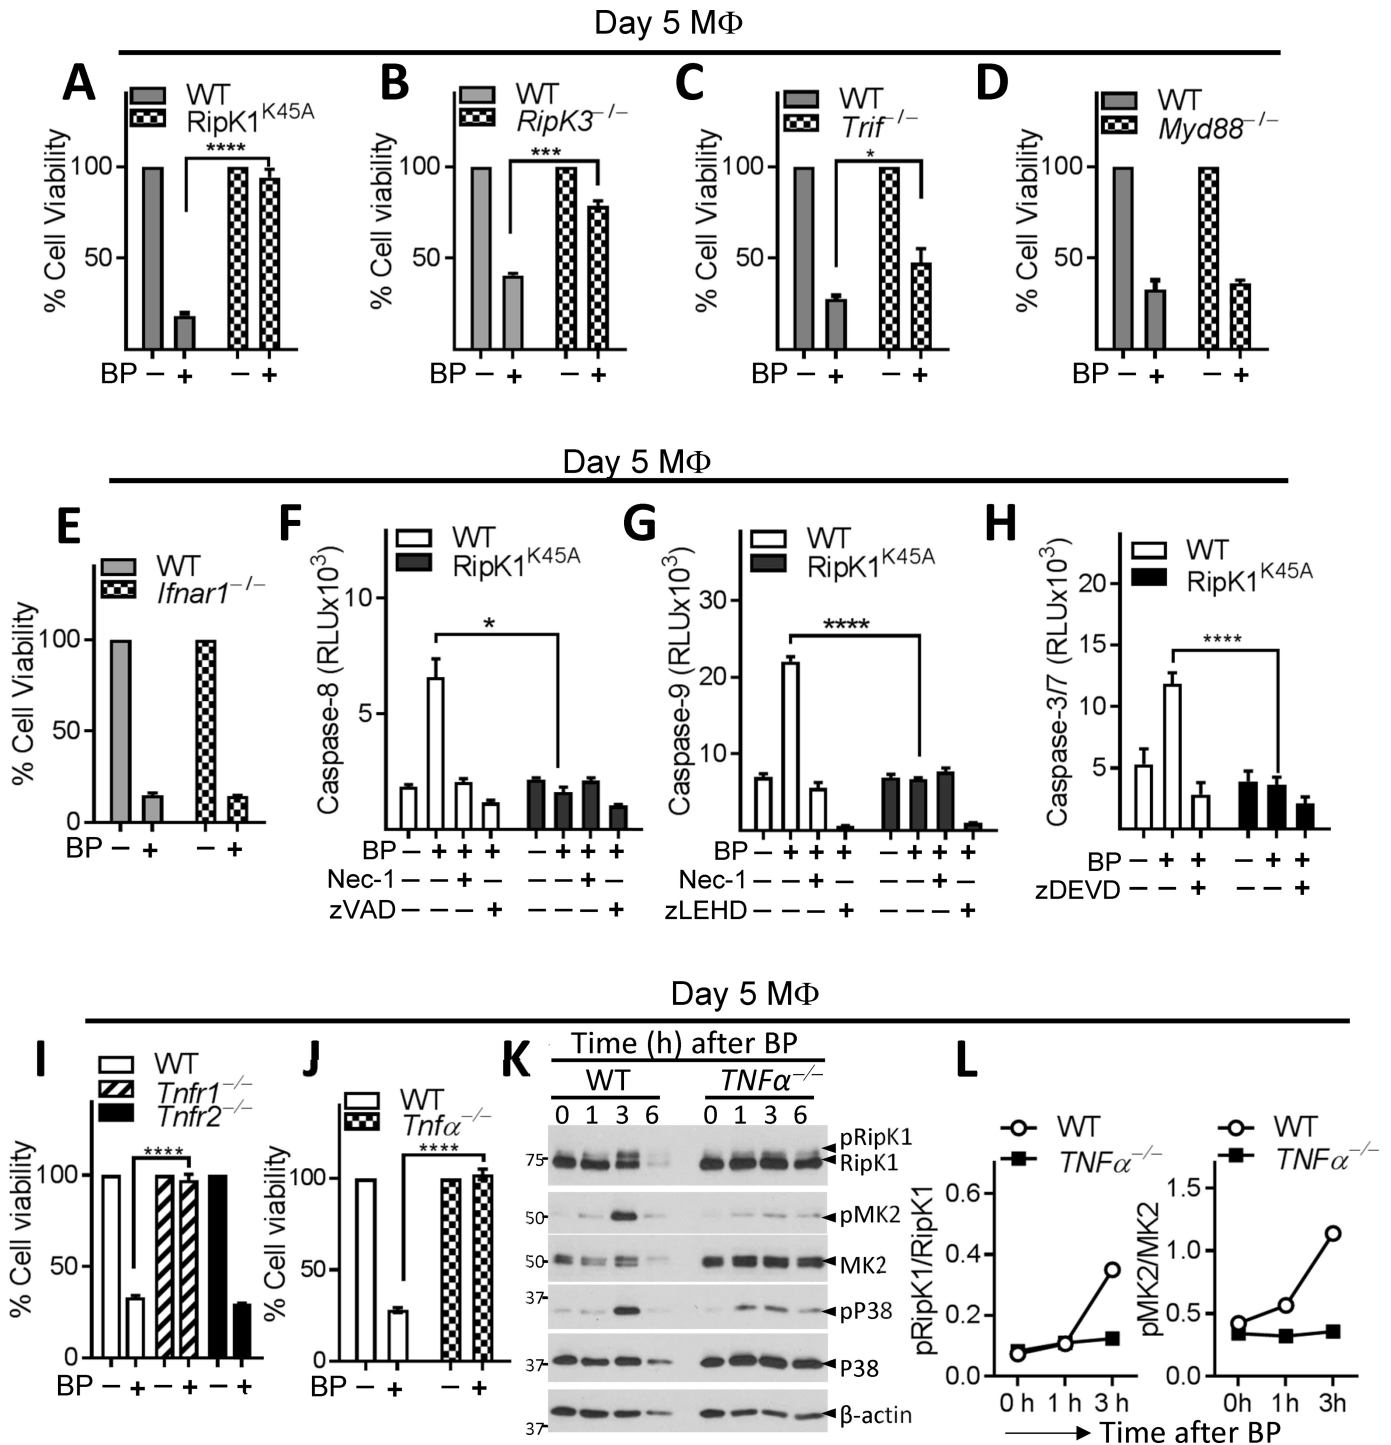 Day 5 MΦ
A
WT
RipK1K45A
% Cell Viability
100
50
****
BP – + – +
B
WT
RipK3−/−
% Cell viability
100
50
***
BP – + – +
C
WT
Trif−/−
% Cell Viability
100
50
*
BP – + – +
D
WT
Myd88−/−
% Cell Viability
100
50
BP – + – +
Day 5 MΦ
E
WT
Ifnar1−/−
% Cell Viability
100
50
0
BP – + – +
F
WT
RipK1K45A
Caspase-8 (RLUx103)
10
5
*
BP – + + + – + + +
Nec-1 – – + – – – + –
zVAD – – – + – – – +
G
WT
RipK1K45A
Caspase-9 (RLUx103)
30
20
10
****
BP – + + + – + + +
Nec-1 – – + – – – + –
zLEHD – – – + – – – +
H
WT
RipK1K45A
Caspase-3/7 (RLUx103)
20
15
10
5
****
BP – + + – + +
zDEVD – – + – – +
Day 5 MΦ
I
WT
Tnfr1−/−
Tnfr2−/−
% Cell viability
100
50
0
****
BP – + – + – +
J
WT
Tnfα−/−
% Cell viability
100
50
0
****
BP – + – +
K
Time (h) after BP
WT TNFα−/−
0 1 3 6 0 1 3 6
pRipK1
75 RipK1
50 pMK2
50 MK2
37 pP38
37 P38
37 β-actin
L
WT
TNFα−/−
pRipK1/RipK1
0.6
0.4
0.2
0.0
0 h 1 h 3 h
WT
TNFα−/−
pMK2/MK2
1.5
1.0
0.5
0.0
0h 1h 3h
Time after BP